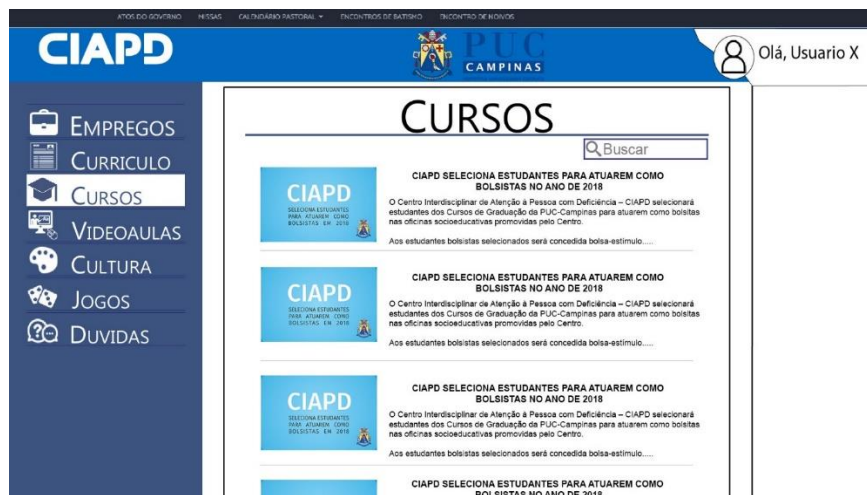 ATOS DO GOVERNO MISSAS CALENDÁRIO PASTORAL ENCONTROS DE BATISMO ENCONTRO DE NOIVOS
CIAPD
PUC
CAMPINAS
Olá, Usuario X
EMPREGOS
CURRICULO
CURSOS
VIDEOAULAS
CULTURA
JOGOS
DUVIDAS
CURSOS
Buscar
CIAPD
SELECIONA ESTUDANTES
PARA ATUAREM COMO
BOLSISTAS EM 2018
CIAPD SELECIONA ESTUDANTES PARA ATUAREM COMO
BOLSISTAS NO ANO DE 2018
O Centro Interdisciplinar de Atenção à Pessoa com Deficiência – CIAPD selecionará
estudantes dos Cursos de Graduação da PUC-Campinas para atuarem como bolsitas
nas oficinas socioeducativas promovidas pelo Centro.
Aos estudantes bolsistas selecionados será concedida bolsa-estímulo.....
CIAPD
SELECIONA ESTUDANTES
PARA ATUAREM COMO
BOLSISTAS EM 2018
CIAPD SELECIONA ESTUDANTES PARA ATUAREM COMO
BOLSISTAS NO ANO DE 2018
O Centro Interdisciplinar de Atenção à Pessoa com Deficiência – CIAPD selecionará
estudantes dos Cursos de Graduação da PUC-Campinas para atuarem como bolsitas
nas oficinas socioeducativas promovidas pelo Centro.
Aos estudantes bolsistas selecionados será concedida bolsa-estímulo.....
CIAPD
SELECIONA ESTUDANTES
PARA ATUAREM COMO
BOLSISTAS EM 2018
CIAPD SELECIONA ESTUDANTES PARA ATUAREM COMO
BOLSISTAS NO ANO DE 2018
O Centro Interdisciplinar de Atenção à Pessoa com Deficiência – CIAPD selecionará
estudantes dos Cursos de Graduação da PUC-Campinas para atuarem como bolsitas
nas oficinas socioeducativas promovidas pelo Centro.
Aos estudantes bolsistas selecionados será concedida bolsa-estímulo.....
CIAPD SELECIONA ESTUDANTES PARA ATUAREM COMO
BOLSISTAS NO ANO DE 2018